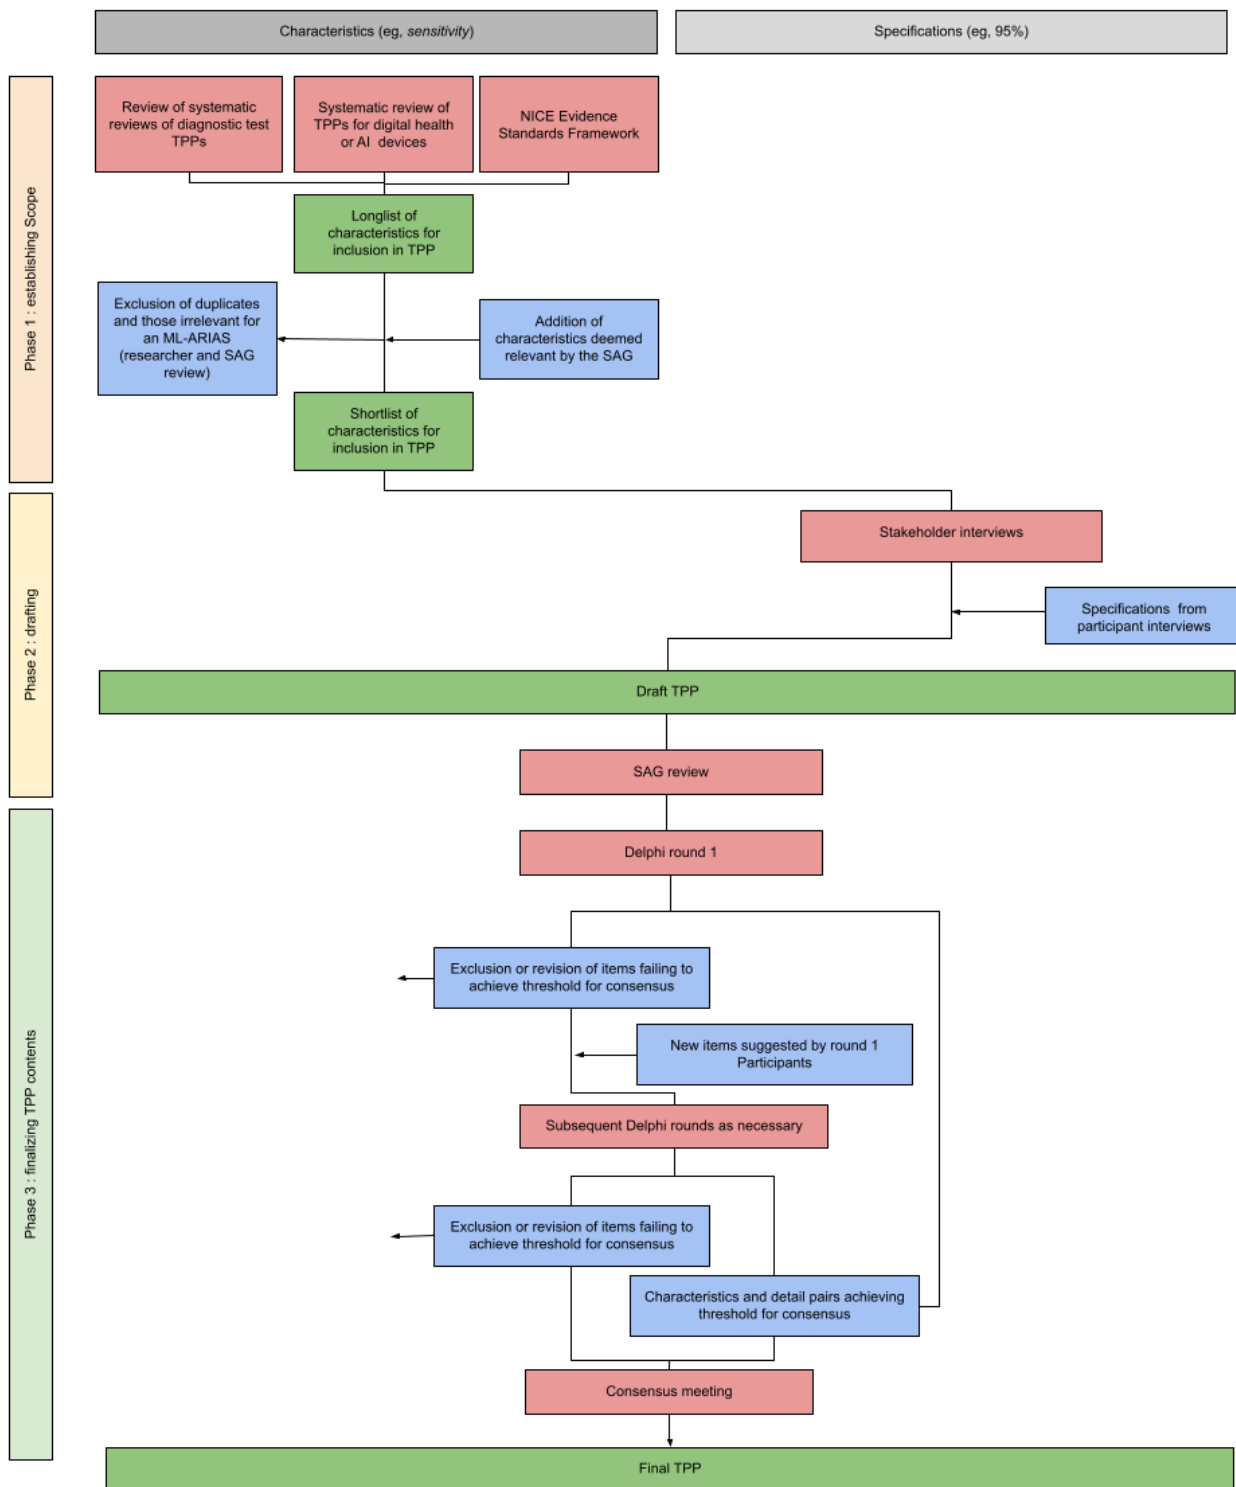 Characteristics (eg, sensitivity)
Specifications (eg, 95%)
Phase 1 : establishing Scope
Review of systematic
reviews of diagnostic test
TPPs
Systematic review of
TPPs for digital health
or AI devices
NICE Evidence
Standards Framework
Longlist of
characteristics for
inclusion in TPP
Exclusion of duplicates
and those irrelevant for
an ML-ARIAS
(researcher and SAG
review)
Addition of
characteristics deemed
relevant by the SAG
Shortlist of
characteristics for
inclusion in TPP
Phase 2 : drafting
Stakeholder interviews
Specifications from
participant interviews
Draft TPP
SAG review
Phase 3 : finalizing TPP contents
Delphi round 1
Exclusion or revision of items failing to
achieve threshold for consensus
New items suggested by round 1
Participants
Subsequent Delphi rounds as necessary
Exclusion or revision of items failing to
achieve threshold for consensus
Characteristics and detail pairs achieving
threshold for consensus
Consensus meeting
Final TPP